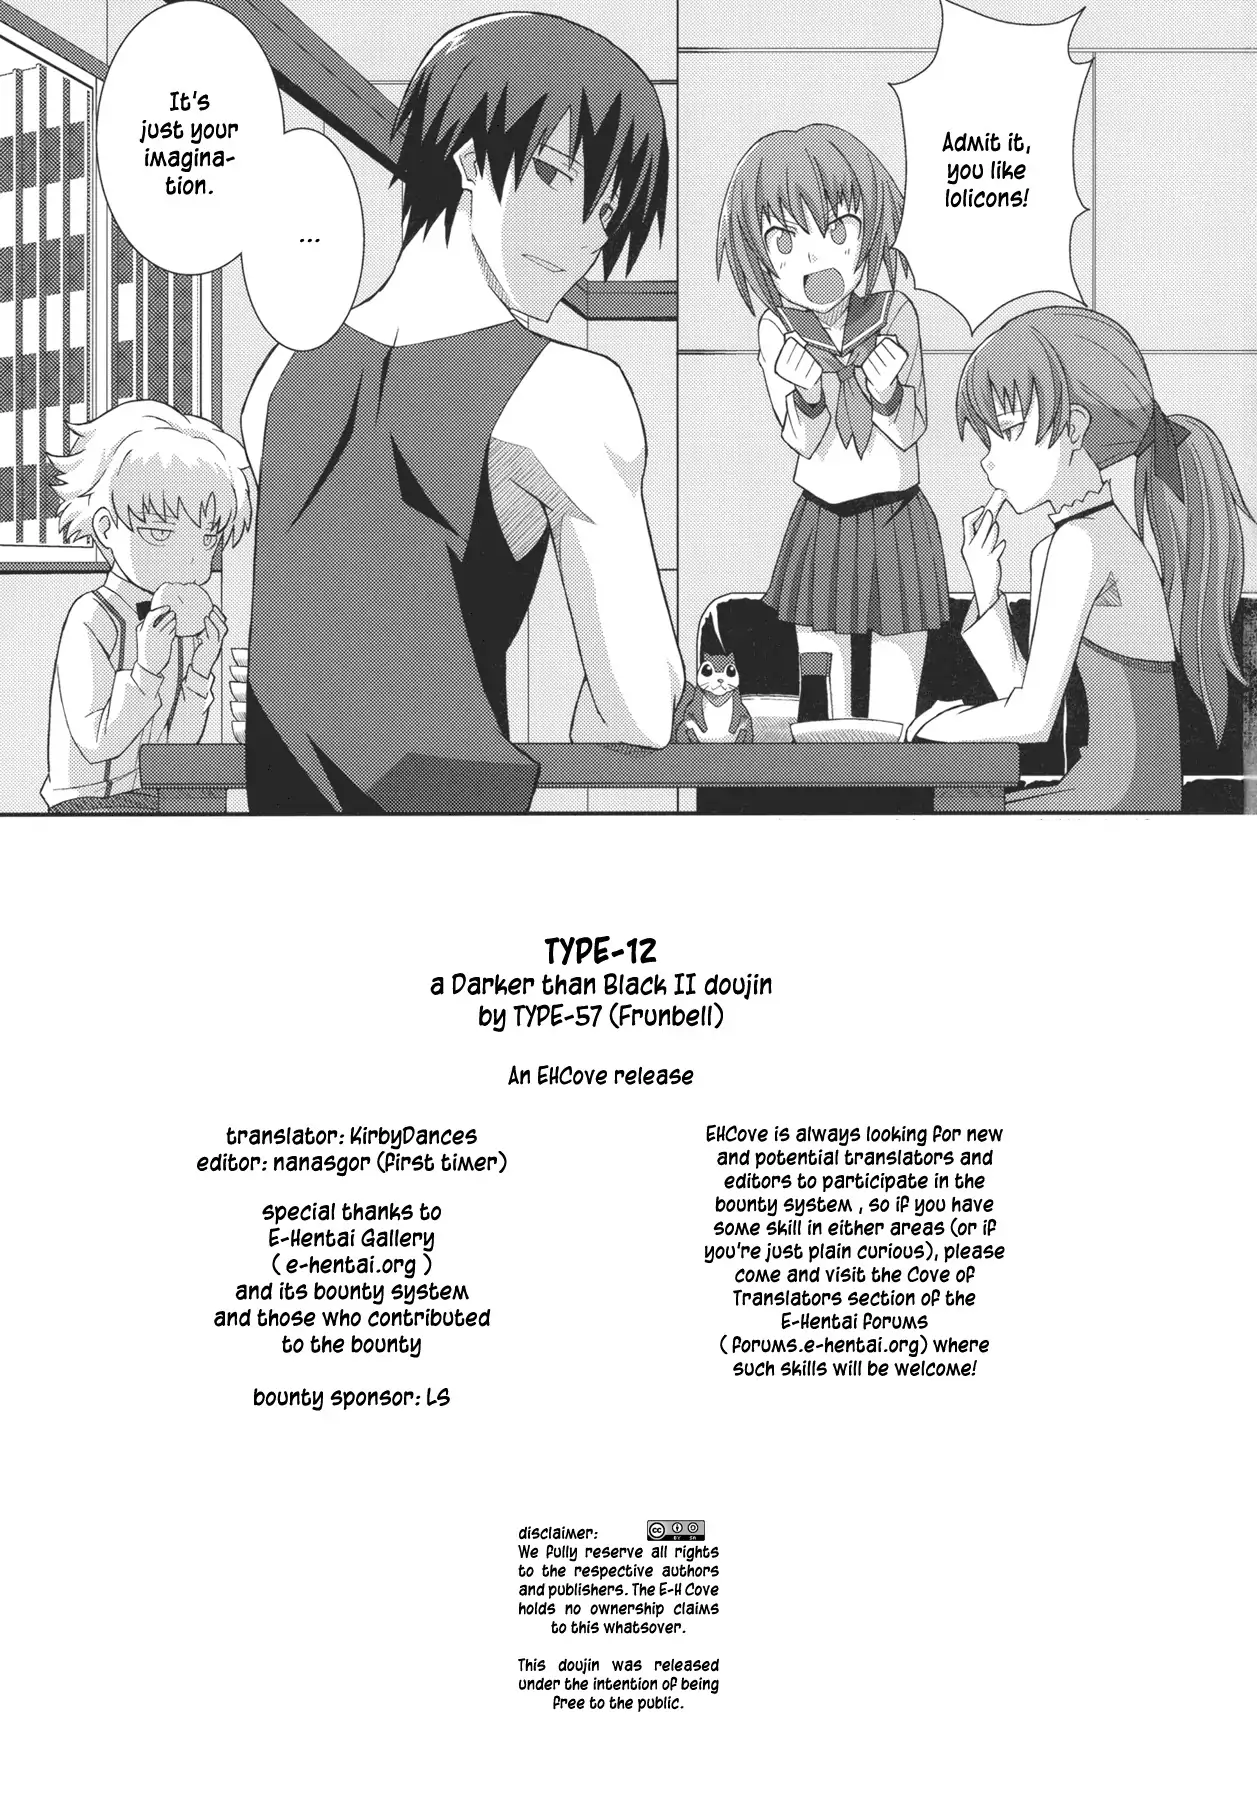 Admit it,
you like
lolicons!
It's
just your
imagina-
tion.
...
TYPE-12
a Darker than Black II doujin
by TYPE-57 (Frunbell)
An EHCove release
translator: KirbyDances
editor: nanasgor (first timer)
special thanks to
E-Hentai Gallery
( e-hentai.org )
and its bounty system
and those who contributed
to the bounty
bounty sponsor: LS
EHCove is always looking for new
and potential translators and
editors to participate in the
bounty system , so if you have
some skill in either areas (or if
you're just plain curious), please
come and visit the Cove of
Translators section of the
E-Hentai forums
( forums.e-hentai.org) where
such skills will be welcome!
disclaimer:
cc BY SA
We fully reserve all rights
to the respective authors
and publishers. The E-H Cove
holds no ownership claims
to this whatsover.
This doujin was released
under the intention of being
free to the public.